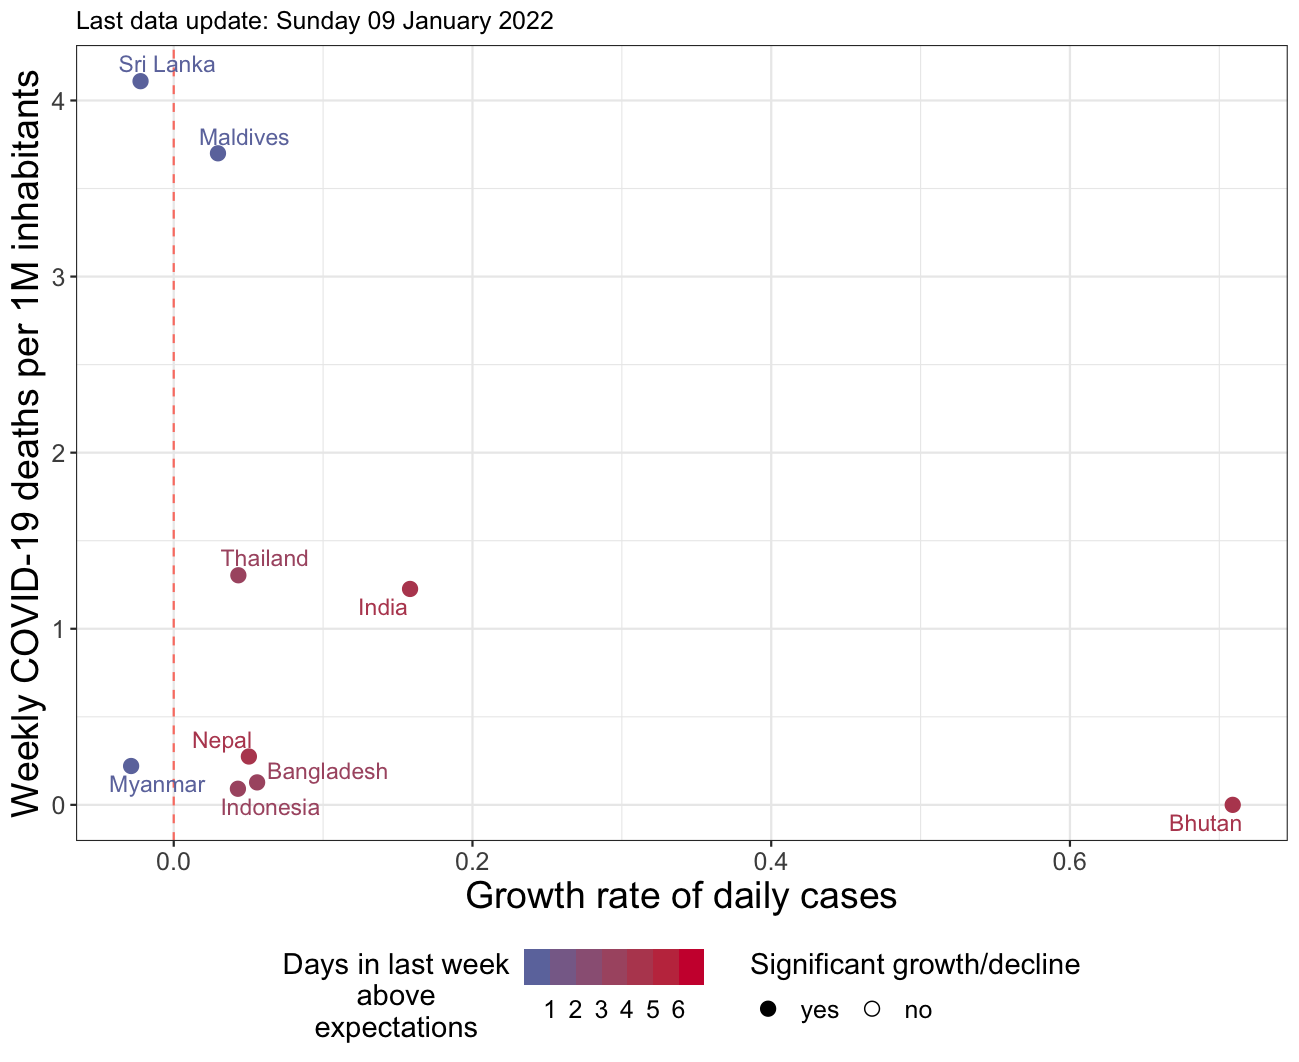 Last data update: Sunday 09 January 2022
Weekly COVID-19 deaths per 1M inhabitants
4
3
2
1
0
Sri Lanka
Maldives
Thailand
India
Nepal
Bangladesh
Myanmar
Indonesia
Bhutan
0.0 0.2 0.4 0.6
Growth rate of daily cases
Days in last week
above
expectations
1 2 3 4 5 6
Significant growth/decline
yes no